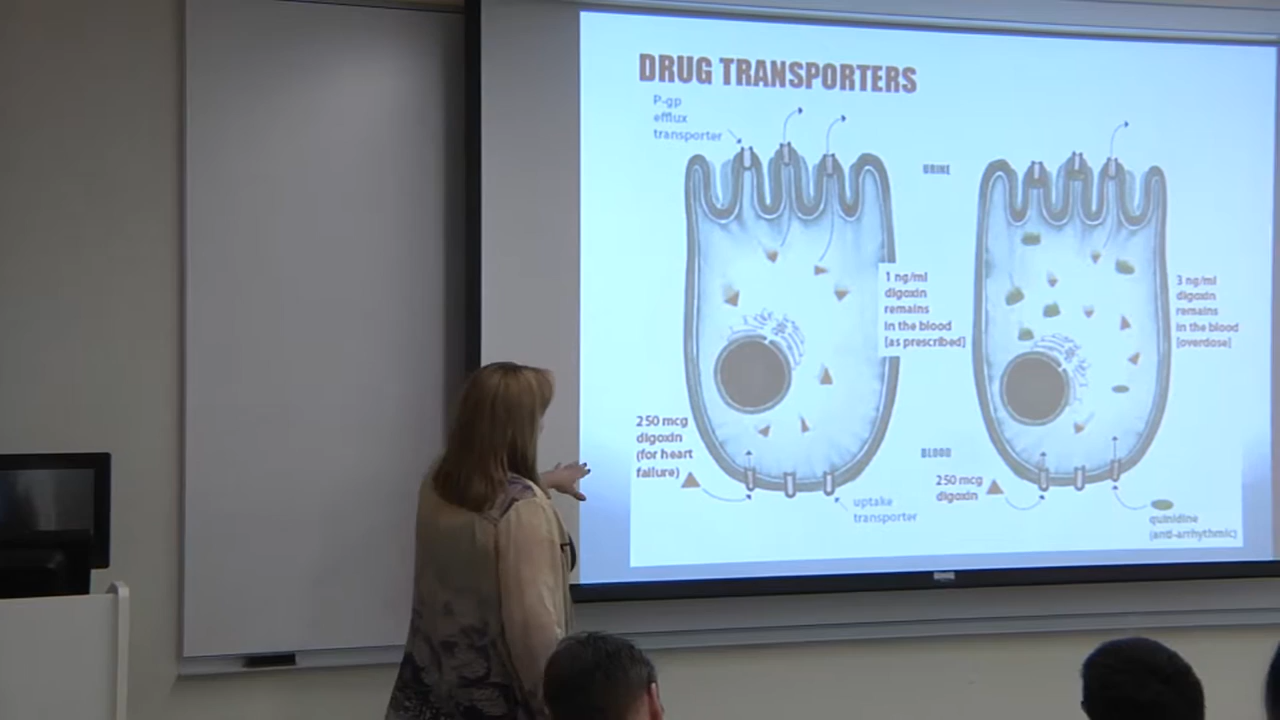 DRUG TRANSPORTERS
P-gp
efflux
transporter
URINE
1 ng/ml
digoxin
remains
in the blood
[as prescribed]
3 ng/ml
digoxin
remains
in the blood
[overdose]
250 mcg
digoxin
(for heart
failure)
BLOOD
250 mcg
digoxin
uptake
transporter
quinidine
(anti-arrhythmic)